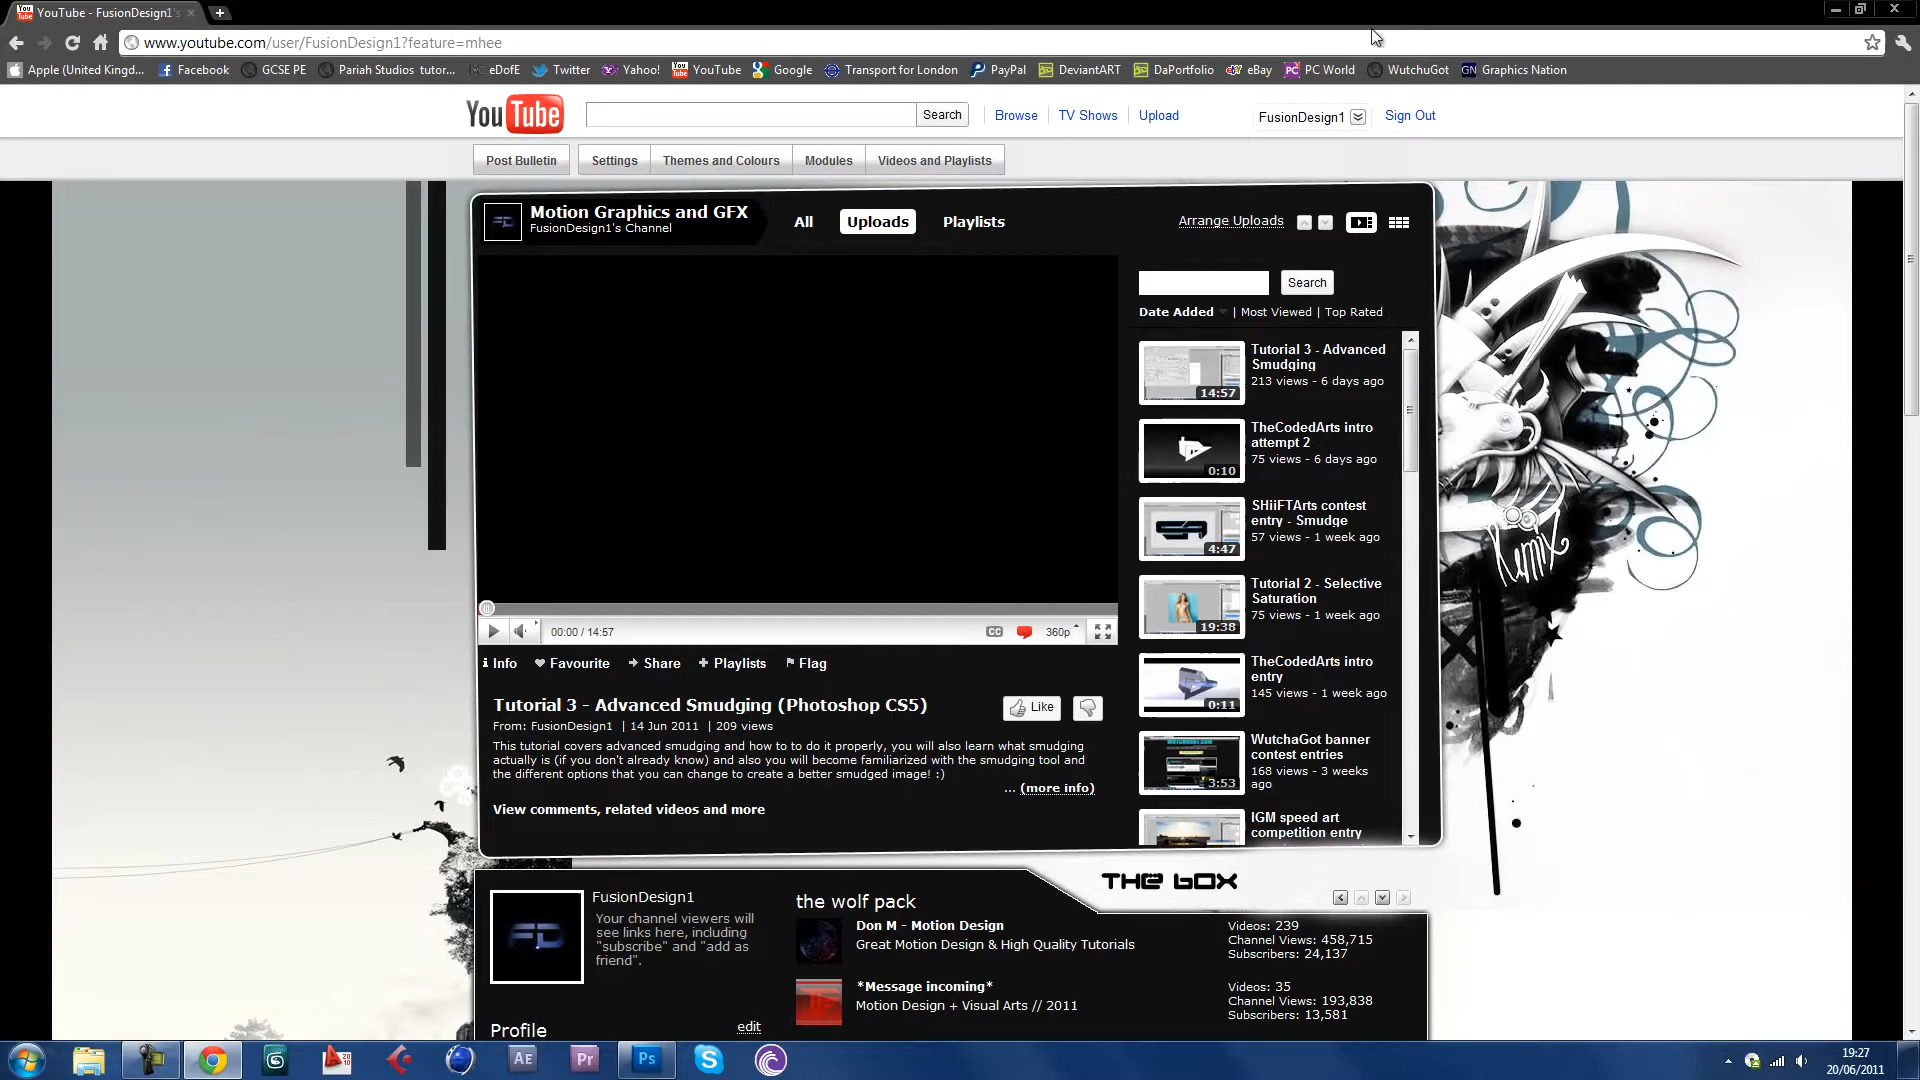 YouTube - FusionDesign1's
www.youtube.com/user/FusionDesign1?feature=mhee
Apple (United Kingd... Facebook GCSE PE Pariah Studios tutor... eDofE Twitter Yahoo! YouTube Google Transport for London PayPal DeviantART DaPortfolio eBay PC World WutchuGot Graphics Nation
YouTube Search Browse TV Shows Upload FusionDesign1 Sign Out
Post Bulletin Settings Themes and Colours Modules Videos and Playlists
Motion Graphics and GFX
FusionDesign1's Channel
All Uploads Playlists Arrange Uploads
Search
Date Added | Most Viewed | Top Rated
Tutorial 3 - Advanced
Smudging
213 views - 6 days ago
14:57
TheCodedArts intro
attempt 2
75 views - 6 days ago
0:10
SHiiFTArts contest
entry - Smudge
57 views - 1 week ago
4:47
Tutorial 2 - Selective
Saturation
75 views - 1 week ago
19:38
TheCodedArts intro
entry
145 views - 1 week ago
0:11
WutchaGot banner
contest entries
168 views - 3 weeks
ago
3:53
IGM speed art
competition entry
Remix
00:00 / 14:57 CC 360p
Info Favourite Share Playlists Flag
Tutorial 3 - Advanced Smudging (Photoshop CS5) Like
From: FusionDesign1 | 14 Jun 2011 | 209 views
This tutorial covers advanced smudging and how to to do it properly, you will also learn what smudging
actually is (if you don't already know) and also you will become familiarized with the smudging tool and
the different options that you can change to create a better smudged image! :)
... (more info)
View comments, related videos and more
THE BOX
FD
FusionDesign1
Your channel viewers will
see links here, including
"subscribe" and "add as
friend".
Profile edit
the wolf pack
Don M - Motion Design
Great Motion Design & High Quality Tutorials
Videos: 239
Channel Views: 458,715
Subscribers: 24,137
*Message incoming*
Motion Design + Visual Arts // 2011
Videos: 35
Channel Views: 193,838
Subscribers: 13,581
AE Pr Ps
19:27
20/06/2011